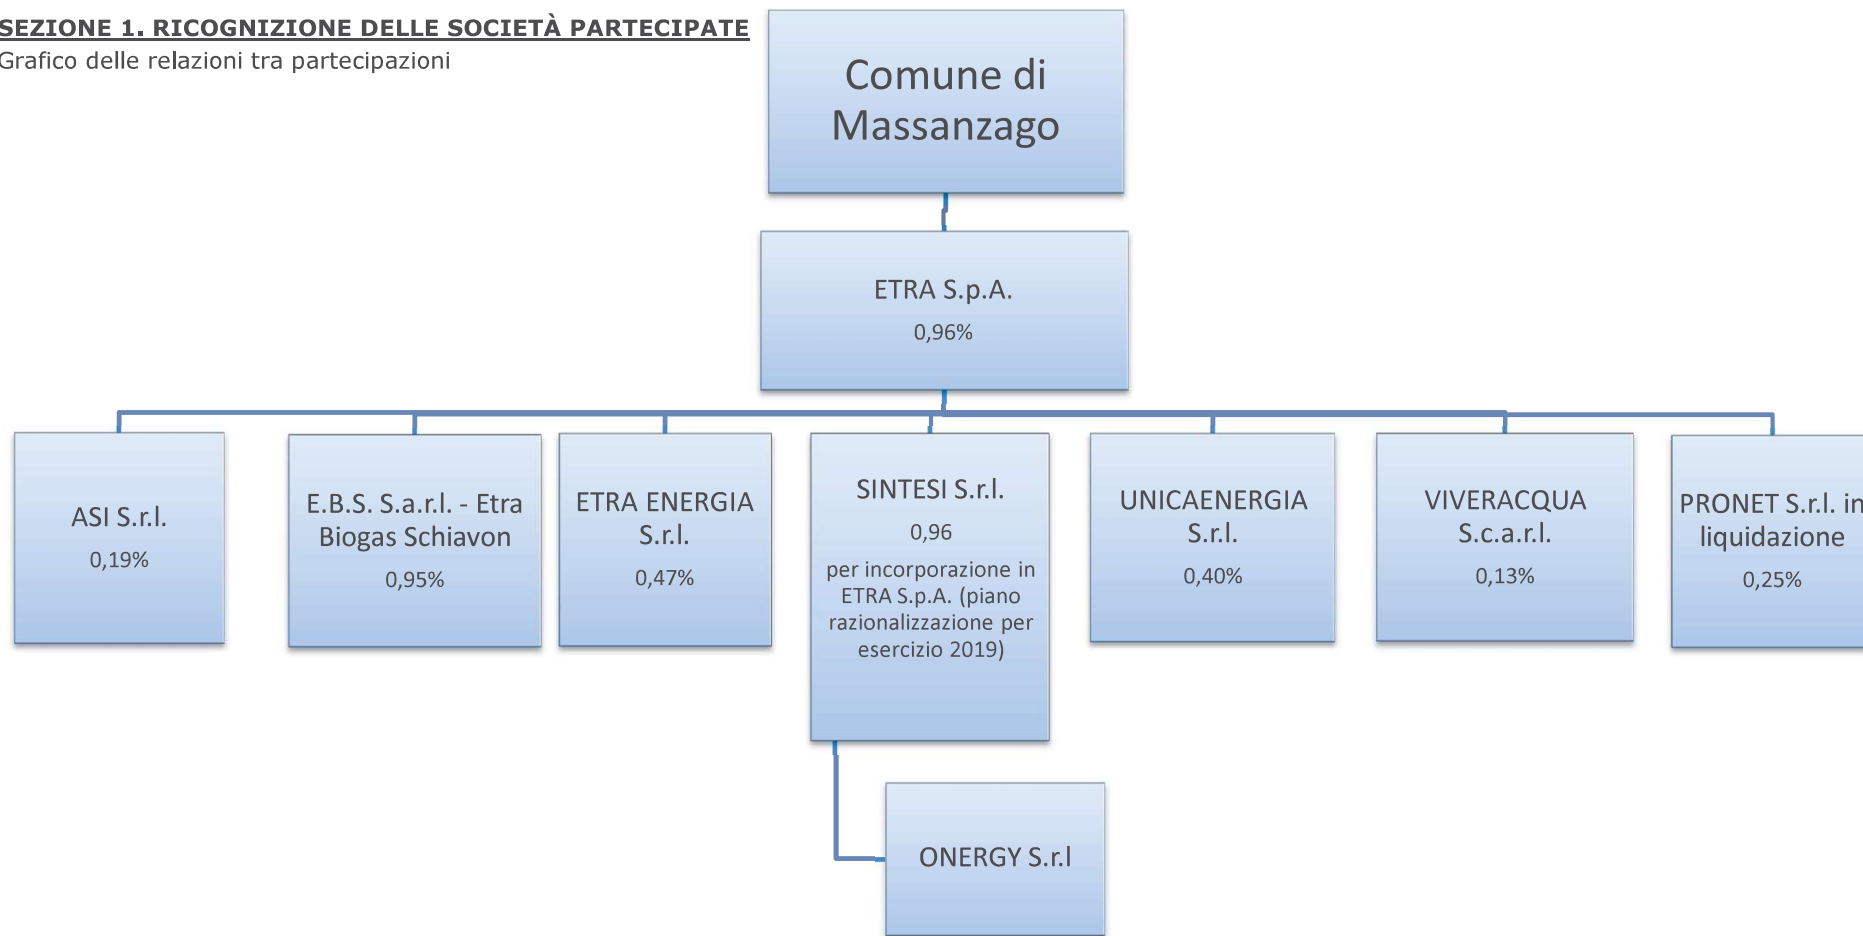 SEZIONE 1. RICOGNIZIONE DELLE SOCIETÀ PARTECIPATE
Grafico delle relazioni tra partecipazioni
Comune di
Massanzago
ETRA S.p.A.
0,96%
ASI S.r.l.
0,19%
E.B.S. S.a.r.l. - Etra
Biogas Schiavon
0,95%
ETRA ENERGIA
S.r.l.
0,47%
SINTESI S.r.l.
0,96
per incorporazione in
ETRA S.p.A. (piano
razionalizzazione per
esercizio 2019)
UNICAENERGIA
S.r.l.
0,40%
VIVERACQUA
S.c.a.r.l.
0,13%
PRONET S.r.l. in
liquidazione
0,25%
ONERGY S.r.l